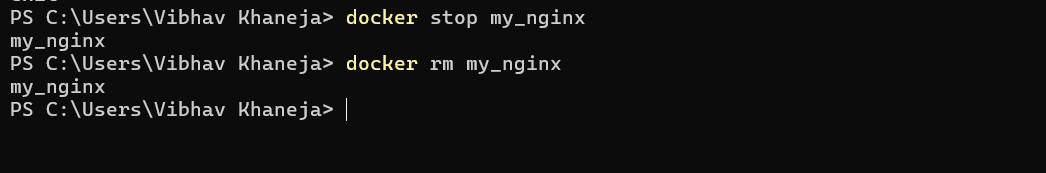 PS C:\Users\Vibhav Khaneja> docker stop my_nginx
my_nginx
PS C:\Users\Vibhav Khaneja> docker rm my_nginx
my_nginx
PS C:\Users\Vibhav Khaneja>